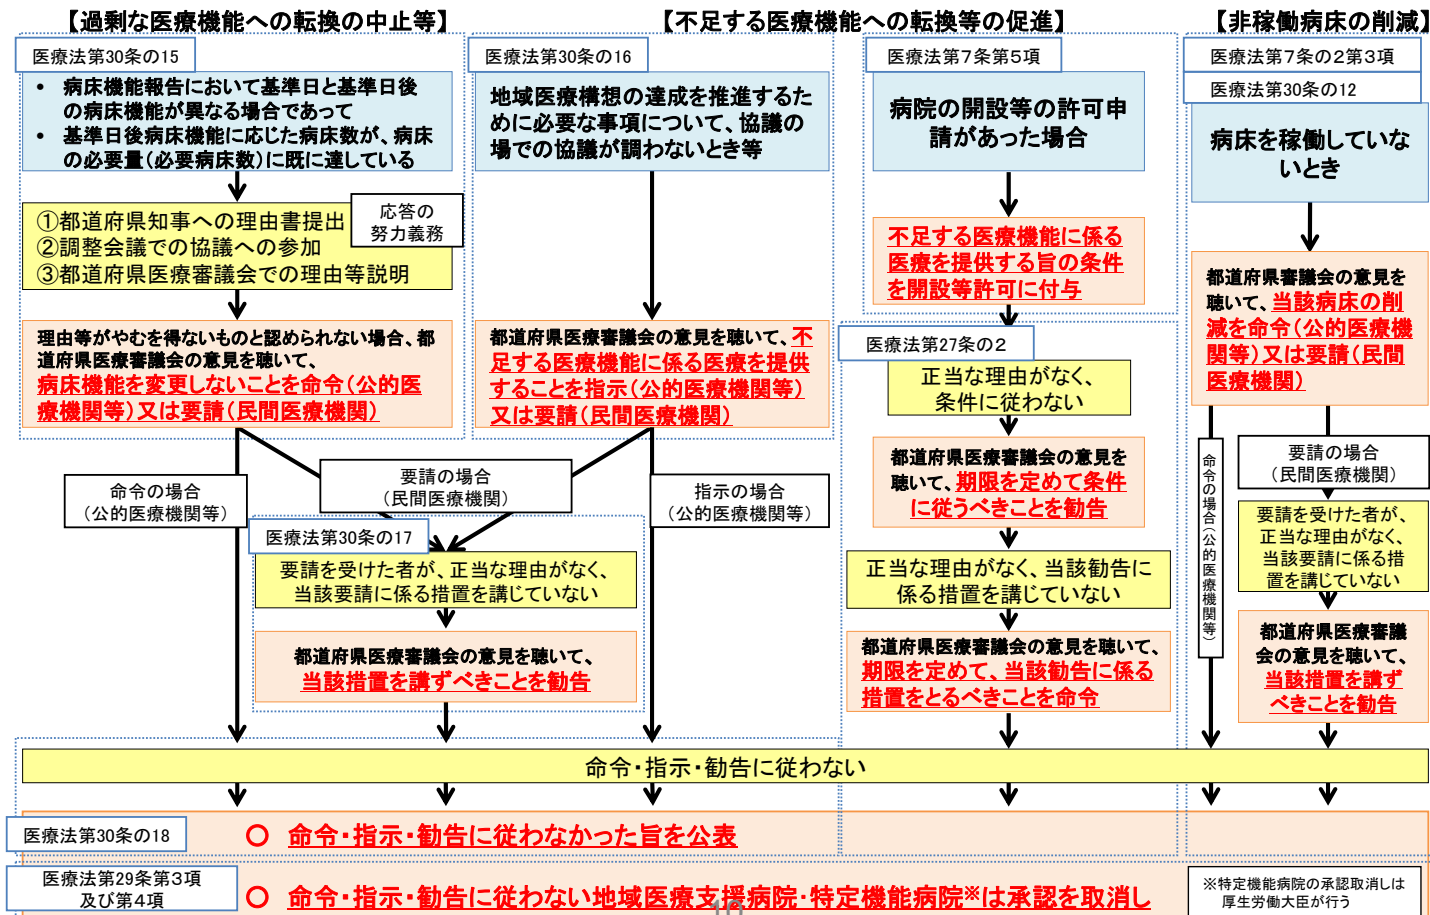 【過剰な医療機能への転換の中止等】
【不足する医療機能への転換等の促進】
【非稼働病床の削減】
医療法第30条の15
• 病床機能報告において基準日と基準日後
の病床機能が異なる場合であって
• 基準日後病床機能に応じた病床数が、病床
の必要量（必要病床数）に既に達している
応答の
努力義務
①都道府県知事への理由書提出
②調整会議での協議への参加
③都道府県医療審議会での理由等説明
理由等がやむを得ないものと認められない場合、都
道府県医療審議会の意見を聴いて、
病床機能を変更しないことを命令（公的医
療機関等）又は要請（民間医療機関）
医療法第30条の16
地域医療構想の達成を推進するた
めに必要な事項について、協議の
場での協議が調わないとき等
都道府県医療審議会の意見を聴いて、不
足する医療機能に係る医療を提供
することを指示（公的医療機関等）
又は要請（民間医療機関）
命令の場合
（公的医療機関等）
要請の場合
（民間医療機関）
指示の場合
（公的医療機関等）
医療法第30条の17
要請を受けた者が、正当な理由がなく、
当該要請に係る措置を講じていない
都道府県医療審議会の意見を聴いて、
当該措置を講ずべきことを勧告
医療法第7条第5項
病院の開設等の許可申
請があった場合
不足する医療機能に係る
医療を提供する旨の条件
を開設等許可に付与
医療法第27条の2
正当な理由がなく、
条件に従わない
都道府県医療審議会の意見を
聴いて、期限を定めて条件
に従うべきことを勧告
正当な理由がなく、当該勧告に
係る措置を講じていない
都道府県医療審議会の意見を聴いて、
期限を定めて、当該勧告に係る
措置をとるべきことを命令
医療法第7条の2第3項
医療法第30条の12
病床を稼働していな
いとき
都道府県審議会の意見を
聴いて、当該病床の削
減を命令（公的医療機
関等）又は要請（民間
医療機関）
命令の場合（公的医療機関等）
要請の場合
（民間医療機関）
要請を受けた者が、
正当な理由がなく、
当該要請に係る措
置を講じていない
都道府県医療審議
会の意見を聴いて、
当該措置を講ず
べきことを勧告
命令・指示・勧告に従わない
医療法第30条の18
○ 命令・指示・勧告に従わなかった旨を公表
医療法第29条第3項
及び第4項
○ 命令・指示・勧告に従わない地域医療支援病院・特定機能病院※は承認を取消し
※特定機能病院の承認取消しは
厚生労働大臣が行う